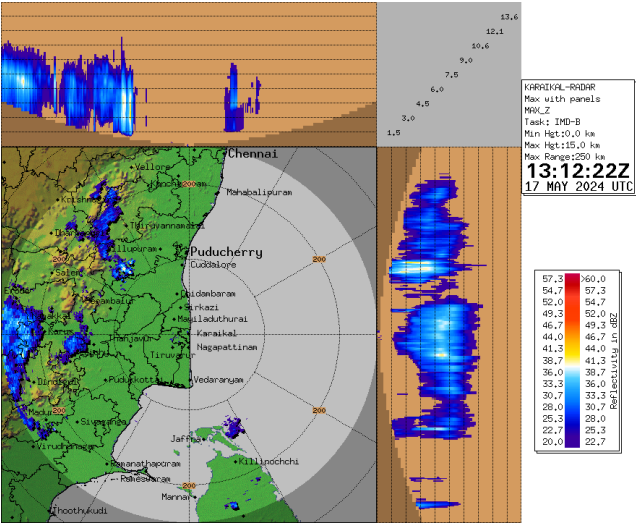 13.6
12.1
10.6
9.0
7.5
6.0
4.5
3.0
1.5
KARAIKAL-RADAR
Max with panels
MAX_Z
Task: IMD-B
Min Hgt:0.0 km
Max Hgt:15.0 km
Max Range:250 km
13:12:22Z
17 MAY 2024 UTC
Chennai
Vellore
200
Mahabalipuram
Puducherry
Cuddalore
200
200
Salem
Chidambaram
Sirkazi
Mayiladuthurai
Karaikal
Thanjavur
Nagapattinam
Tiruvarur
Vedaranyam
200
200
Jaffna
Killinochchi
Ramanathapuram
Rameswaram
200
Mannar
Thoothukudi
57.3 >60.0
54.7 57.3
52.0 54.7
49.3 52.0
46.7 49.3
44.0 46.7
41.3 44.0
38.7 41.3
36.0 38.7
33.3 36.0
30.7 33.3
28.0 30.7
25.3 28.0
22.7 25.3
20.0 22.7
Reflectivity in dBZ